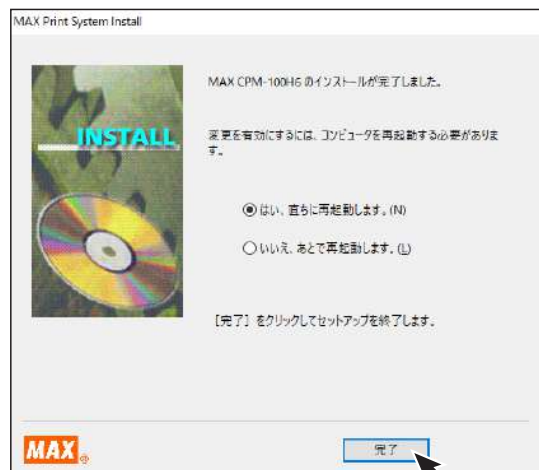 MAX Print System Install
INSTALL
MAX CPM-100H6 のインストールが完了しました。
変更を有効にするには、コンピュータを再起動する必要がありま
す。
はい、直ちに再起動します。(N)
いいえ、あとで再起動します。(L)
[完了] をクリックしてセットアップを終了します。
MAX
完了